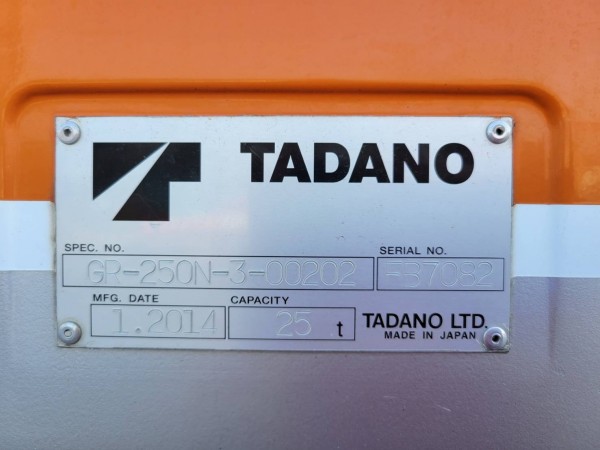 TADANO
SPEC. NO. SERIAL NO.
GR-250N-3-00202
MFG. DATE CAPACITY
1.2014 25 t TADANO LTD.
MADE IN JAPAN